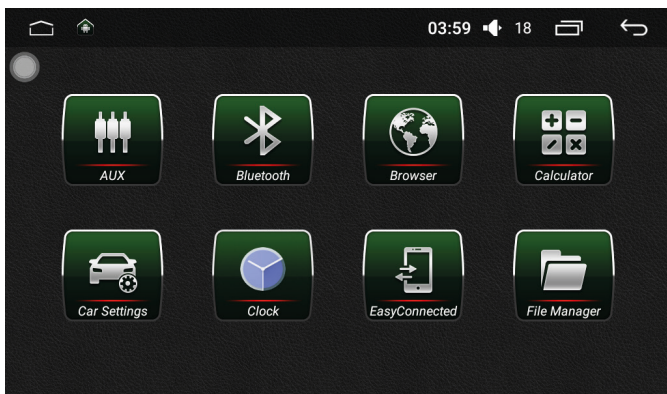 03:59 18
AUX Bluetooth Browser Calculator
Car Settings Clock EasyConnected File Manager